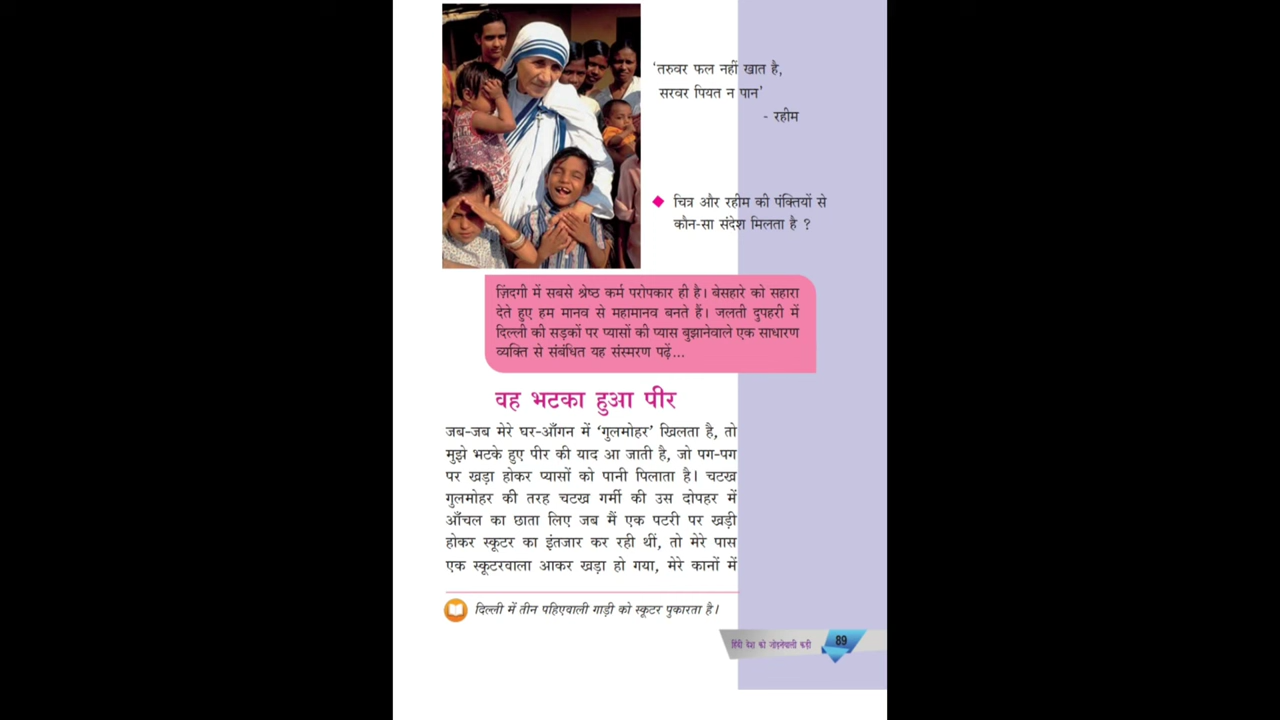 ‘तरुवर फल नहीं खात है,
सरवर पियत न पान’
- रहीम
चित्र और रहीम की पंक्तियों से
कौन-सा संदेश मिलता है ?
ज़िंदगी में सबसे श्रेष्ठ कर्म परोपकार ही है। बेसहारे को सहारा
देते हुए हम मानव से महामानव बनते हैं। जलती दुपहरी में
दिल्ली की सड़कों पर प्यासों की प्यास बुझानेवाले एक साधारण
व्यक्ति से संबंधित यह संस्मरण पढ़ें...
वह भटका हुआ पीर
जब-जब मेरे घर-आँगन में ‘गुलमोहर’ खिलता है, तो
मुझे भटके हुए पीर की याद आ जाती है, जो पग-पग
पर खड़ा होकर प्यासों को पानी पिलाता है। चटख
गुलमोहर की तरह चटख गर्मी की उस दोपहर में
आँचल का छाता लिए जब मैं एक पटरी पर खड़ी
होकर स्कूटर का इंतजार कर रही थीं, तो मेरे पास
एक स्कूटरवाला आकर खड़ा हो गया, मेरे कानों में
दिल्ली में तीन पहिएवाली गाड़ी को स्कूटर पुकारता है।
हिंदी देश को जोड़नेवाली कड़ी
89